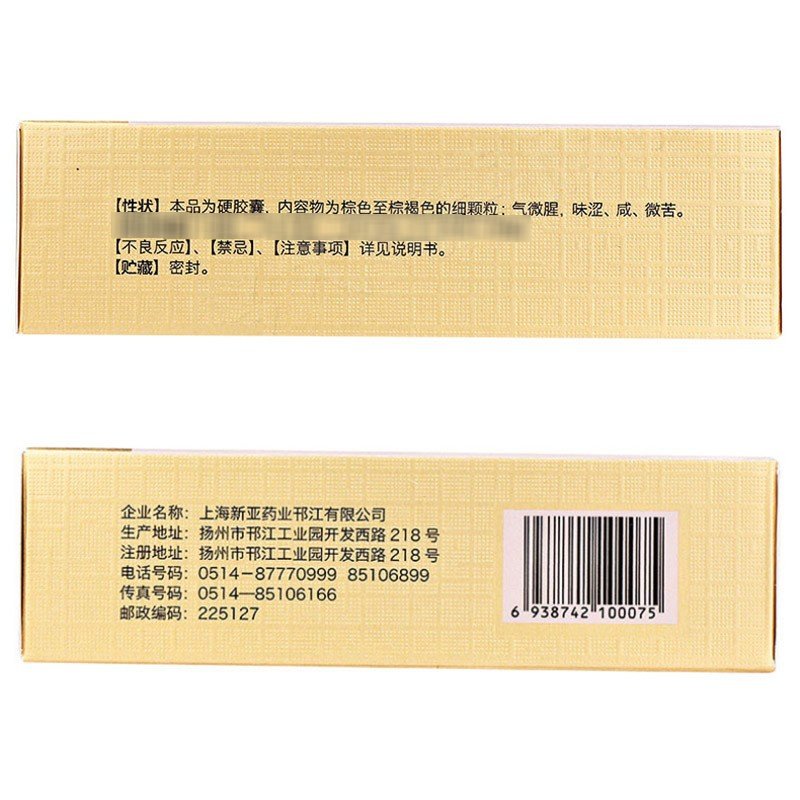 【性状】本品为硬胶囊，内容物为棕色至棕褐色的细颗粒；气微腥，味涩、咸、微苦。
【不良反应】、【禁忌】、【注意事项】详见说明书。
【贮藏】密封。
企业名称：上海新亚药业邗江有限公司
生产地址：扬州市邗江工业园开发西路 218 号
注册地址：扬州市邗江工业园开发西路 218 号
电话号码：0514-87770999 85106899
传真号码：0514—85106166
邮政编码：225127
6 938742 100075